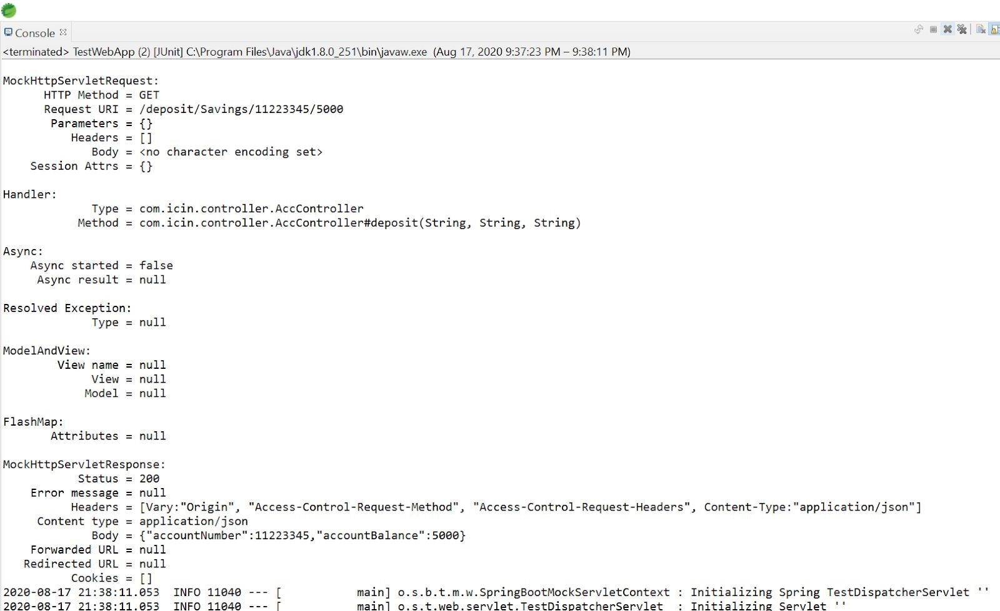 Console
<terminated> TestWebApp (2) [JUnit] C:\Program Files\Java\jdk1.8.0_251\bin\javaw.exe  (Aug 17, 2020 9:37:23 PM – 9:38:11 PM)
MockHttpServletRequest:
      HTTP Method = GET
      Request URI = /deposit/Savings/11223345/5000
       Parameters = {}
          Headers = []
             Body = <no character encoding set>
    Session Attrs = {}
Handler:
             Type = com.icin.controller.AccController
           Method = com.icin.controller.AccController#deposit(String, String, String)
Async:
    Async started = false
     Async result = null
Resolved Exception:
             Type = null
ModelAndView:
        View name = null
             View = null
            Model = null
FlashMap:
       Attributes = null
MockHttpServletResponse:
           Status = 200
    Error message = null
          Headers = [Vary:"Origin", "Access-Control-Request-Method", "Access-Control-Request-Headers", Content-Type:"application/json"]
     Content type = application/json
             Body = {"accountNumber":11223345,"accountBalance":5000}
    Forwarded URL = null
   Redirected URL = null
          Cookies = []
2020-08-17 21:38:11.053  INFO 11040 --- [           main] o.s.b.t.m.w.SpringBootMockServletContext : Initializing Spring TestDispatcherServlet ''
2020-08-17 21:38:11.053  INFO 11040 --- [           main] o.s.t.web.servlet.TestDispatcherServlet  : Initializing Servlet ''